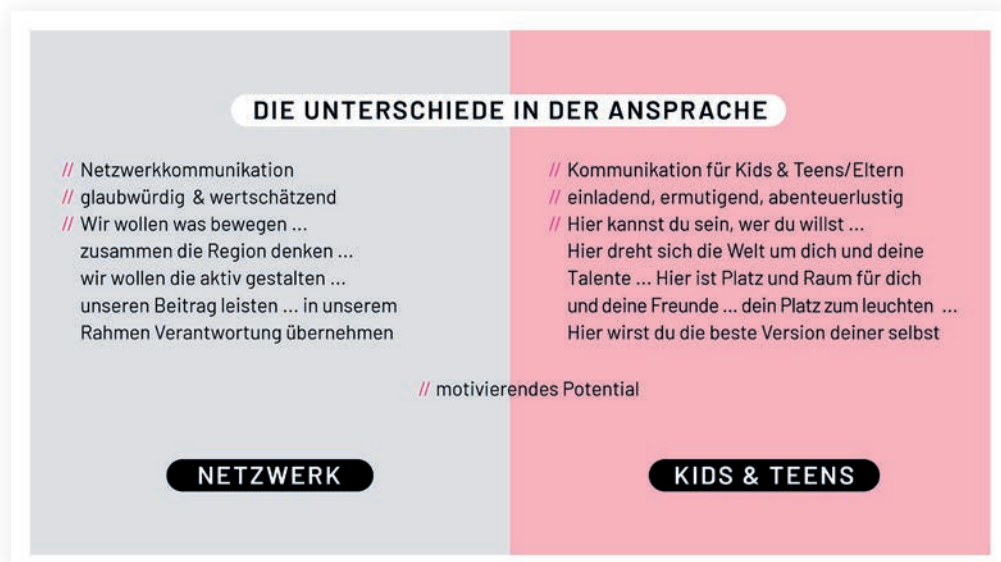 DIE UNTERSCHIEDE IN DER ANSPRACHE
// Netzwerkkommunikation
// glaubwürdig & wertschätzend
// Wir wollen was bewegen ...
zusammen die Region denken ...
wir wollen die aktiv gestalten ...
unseren Beitrag leisten ... in unserem
Rahmen Verantwortung übernehmen
// Kommunikation für Kids & Teens/Eltern
// einladend, ermutigend, abenteuerlustig
// Hier kannst du sein, wer du willst ...
Hier dreht sich die Welt um dich und deine
Talente ... Hier ist Platz und Raum für dich
und deine Freunde ... dein Platz zum leuchten ...
Hier wirst du die beste Version deiner selbst
// motivierendes Potential
NETZWERK
KIDS & TEENS